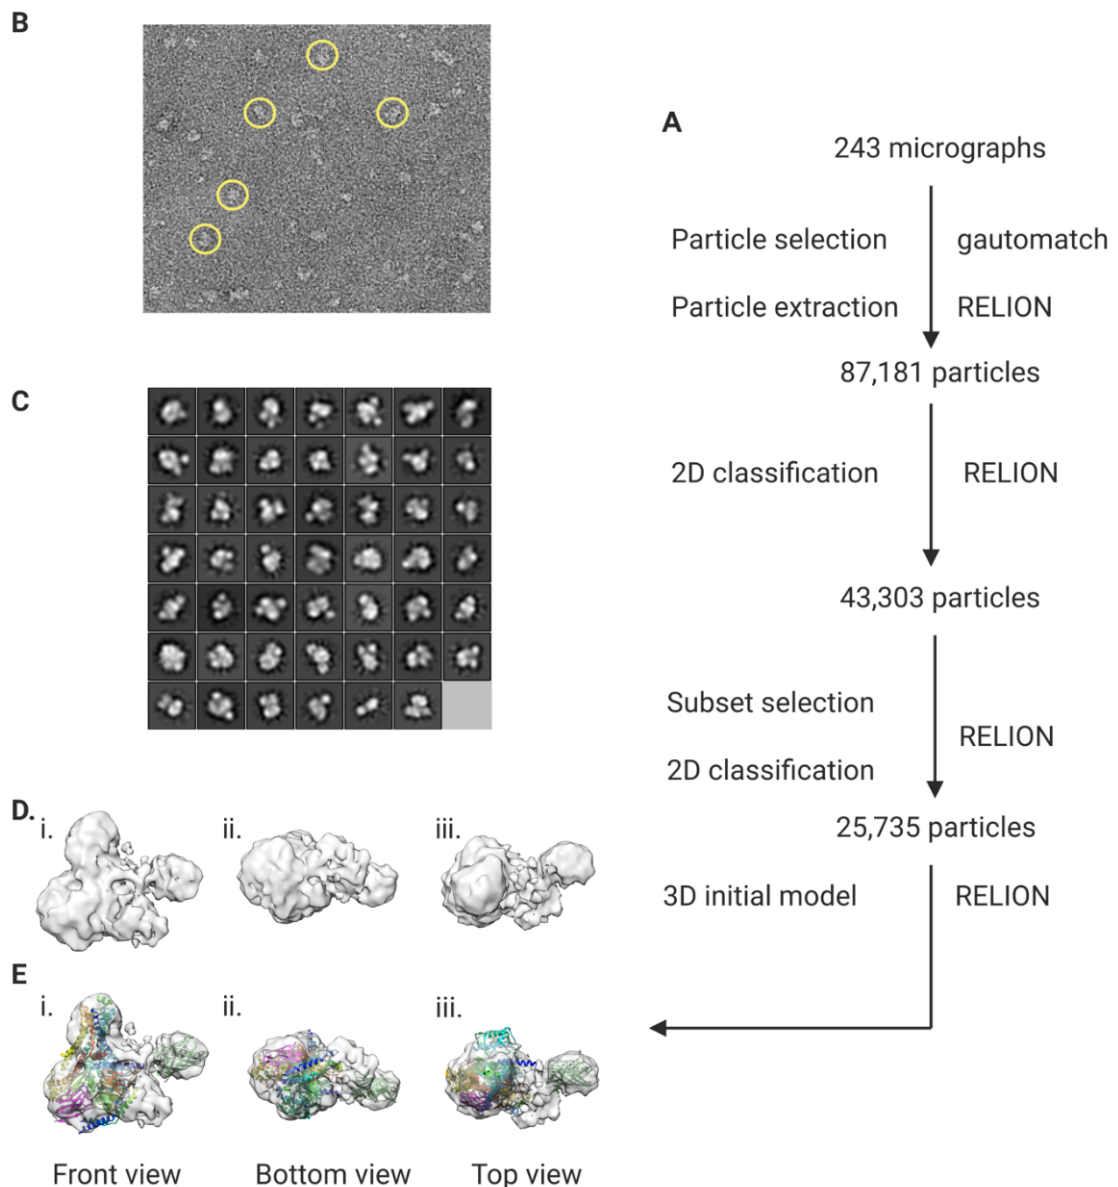 B
A
243 micrographs
Particle selection gautomatch
Particle extraction RELION
87,181 particles
C
2D classification RELION
43,303 particles
Subset selection
RELION
2D classification
D.
i. ii. iii.
25,735 particles
3D initial model RELION
E
i. ii. iii.
Front view Bottom view Top view